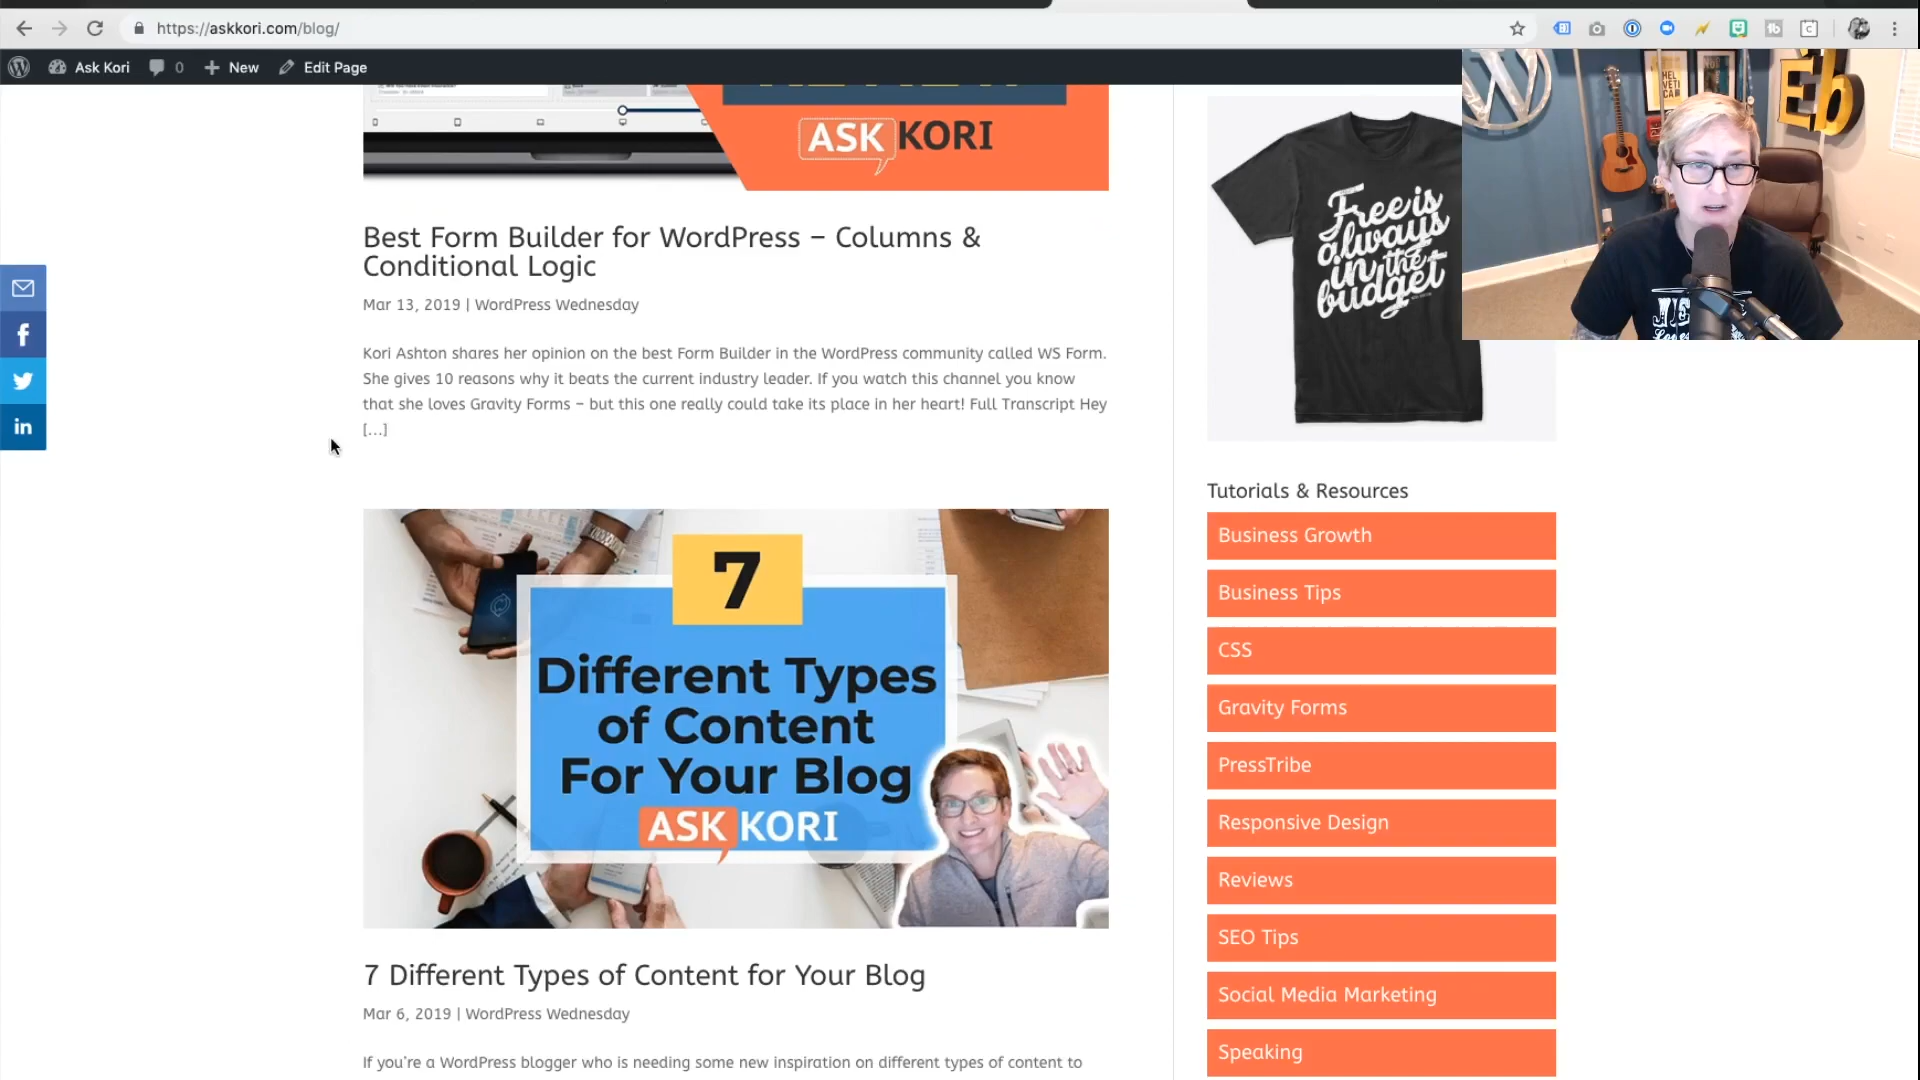 https://askkori.com/blog/
Ask Kori
0
New
Edit Page
ASK KORI
Best Form Builder for WordPress – Columns &
Conditional Logic
Mar 13, 2019 | WordPress Wednesday
Kori Ashton shares her opinion on the best Form Builder in the WordPress community called WS Form.
She gives 10 reasons why it beats the current industry leader. If you watch this channel you know
that she loves Gravity Forms – but this one really could take its place in her heart! Full Transcript Hey
[...]
7
Different Types
of Content
For Your Blog
ASK KORI
7 Different Types of Content for Your Blog
Mar 6, 2019 | WordPress Wednesday
If you're a WordPress blogger who is needing some new inspiration on different types of content to
Free is
always
in the
budget
Eb
Tutorials & Resources
Business Growth
Business Tips
CSS
Gravity Forms
PressTribe
Responsive Design
Reviews
SEO Tips
Social Media Marketing
Speaking